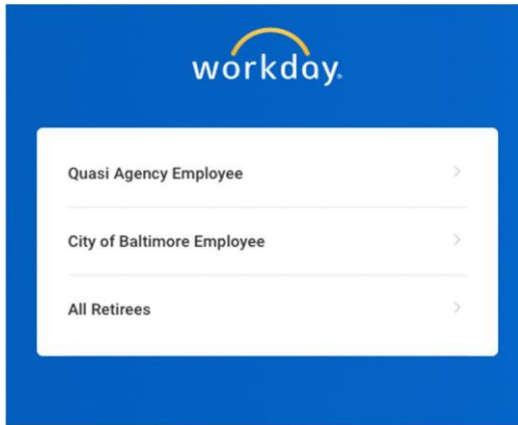 workday.
Quasi Agency Employee
City of Baltimore Employee
All Retirees